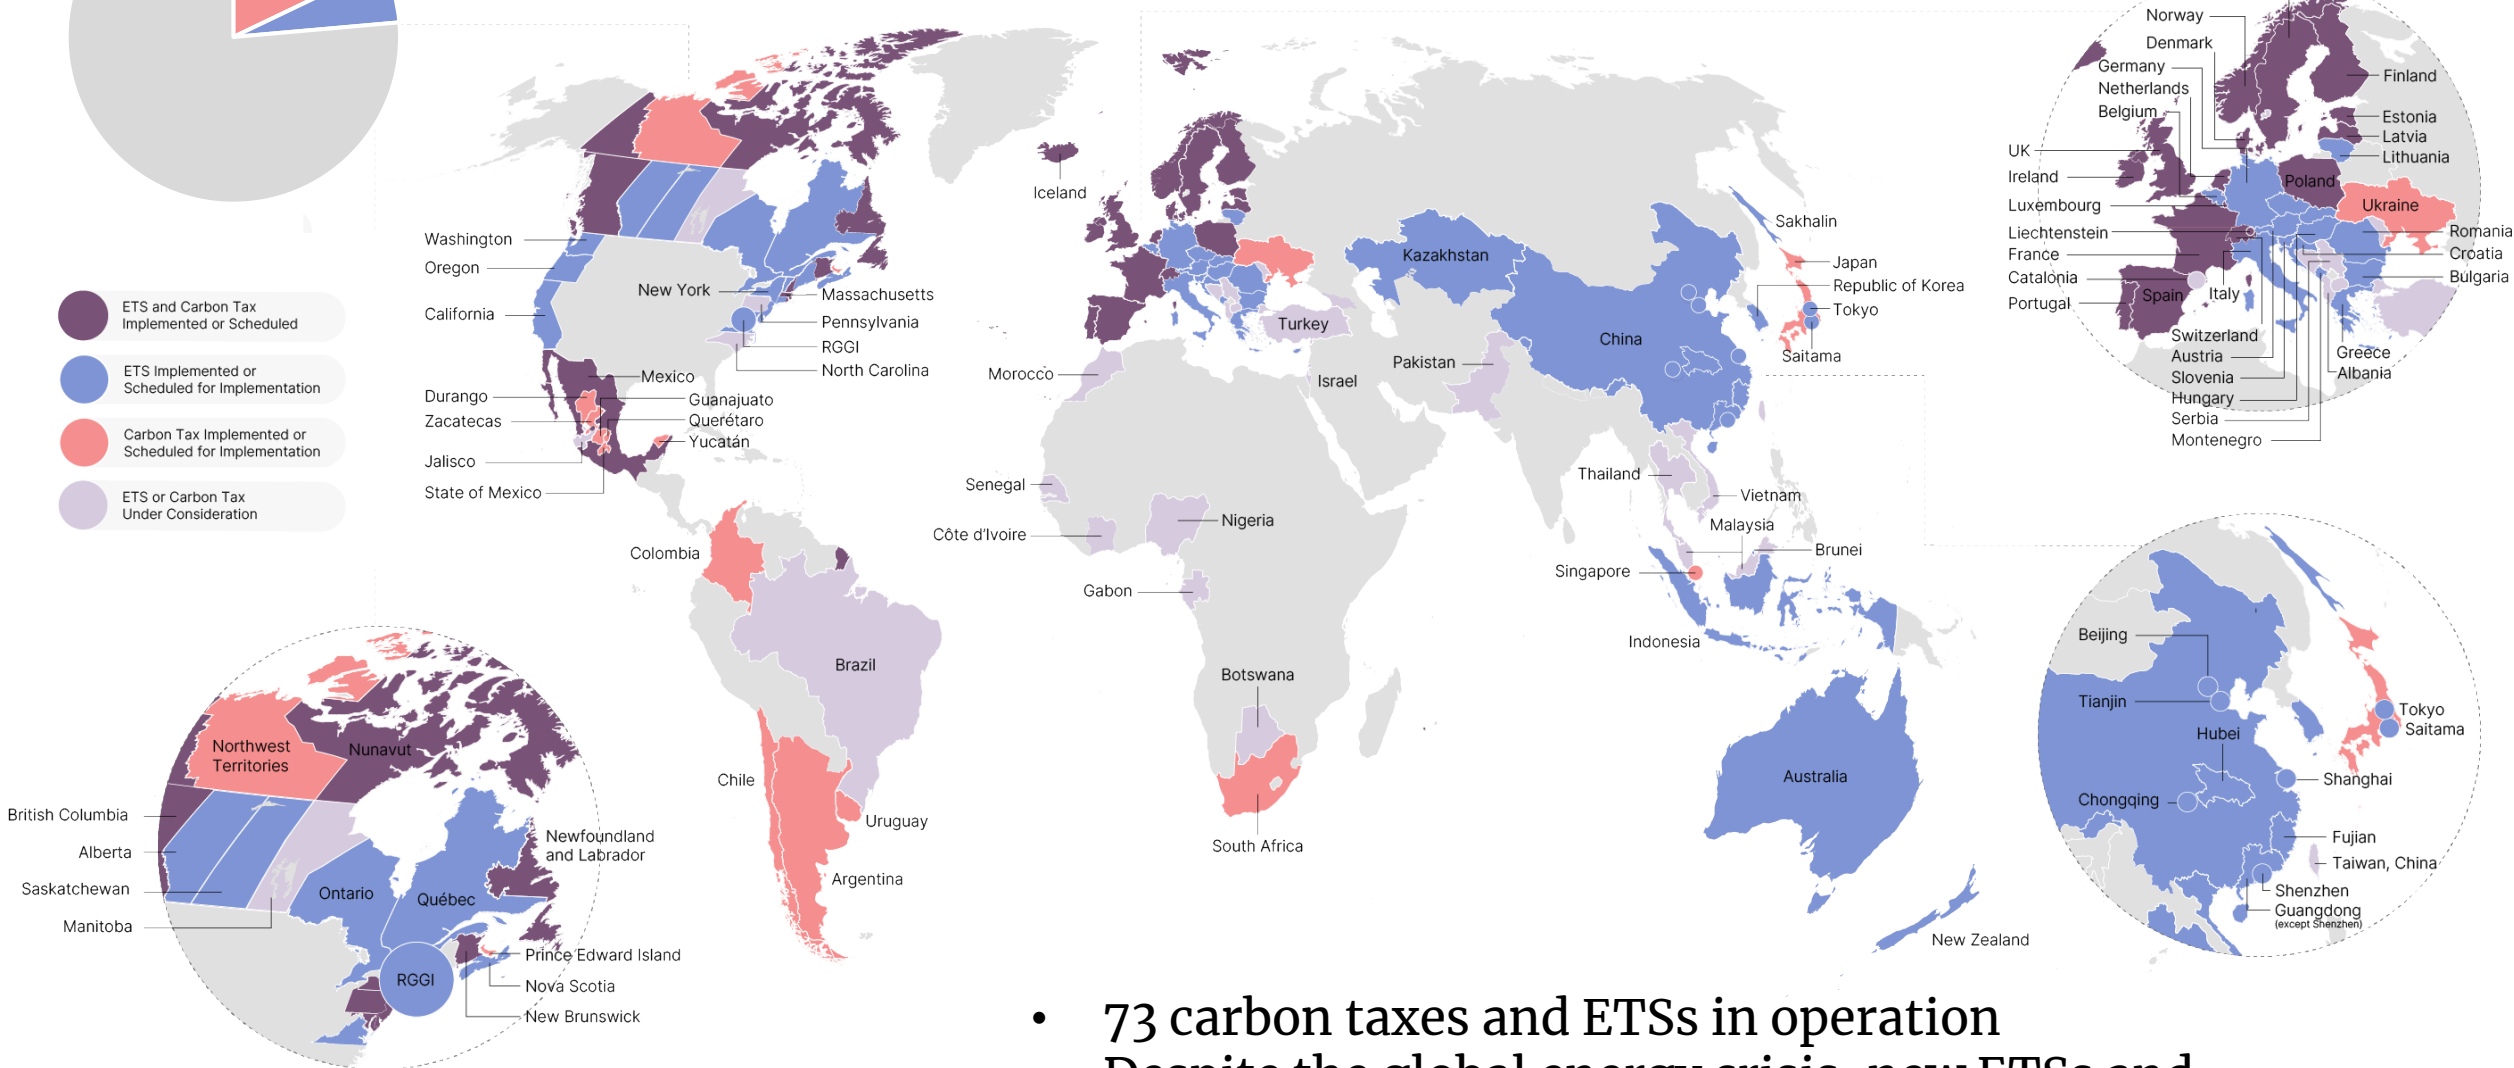 ETS and Carbon Tax
Implemented or Scheduled
ETS Implemented or
Scheduled for Implementation
Carbon Tax Implemented or
Scheduled for Implementation
ETS or Carbon Tax
Under Consideration
Washington
Oregon
California
New York
Massachusetts
Pennsylvania
RGGI
North Carolina
Mexico
Durango
Zacatecas
Jalisco
State of Mexico
Guanajuato
Querétaro
Yucatán
Colombia
Brazil
Chile
Uruguay
Argentina
Iceland
Morocco
Senegal
Côte d'Ivoire
Nigeria
Gabon
Botswana
South Africa
Turkey
Israel
Kazakhstan
Pakistan
China
Sakhalin
Japan
Republic of Korea
Tokyo
Saitama
Thailand
Vietnam
Malaysia
Brunei
Singapore
Indonesia
Australia
New Zealand
Norway
Denmark
Germany
Netherlands
Belgium
UK
Ireland
Luxembourg
Liechtenstein
France
Catalonia
Portugal
Spain
Italy
Poland
Ukraine
Finland
Estonia
Latvia
Lithuania
Romania
Croatia
Bulgaria
Switzerland
Austria
Slovenia
Hungary
Serbia
Montenegro
Greece
Albania
Northwest
Territories
Nunavut
British Columbia
Alberta
Saskatchewan
Manitoba
Ontario
Québec
Newfoundland
and Labrador
RGGI
Prince Edward Island
Nova Scotia
New Brunswick
Beijing
Tianjin
Hubei
Chongqing
Tokyo
Saitama
Shanghai
Fujian
Taiwan, China
Shenzhen
Guangdong
(except Shenzhen)
• 73 carbon taxes and ETSs in operation
Despite the global energy crisis, new ETSs and